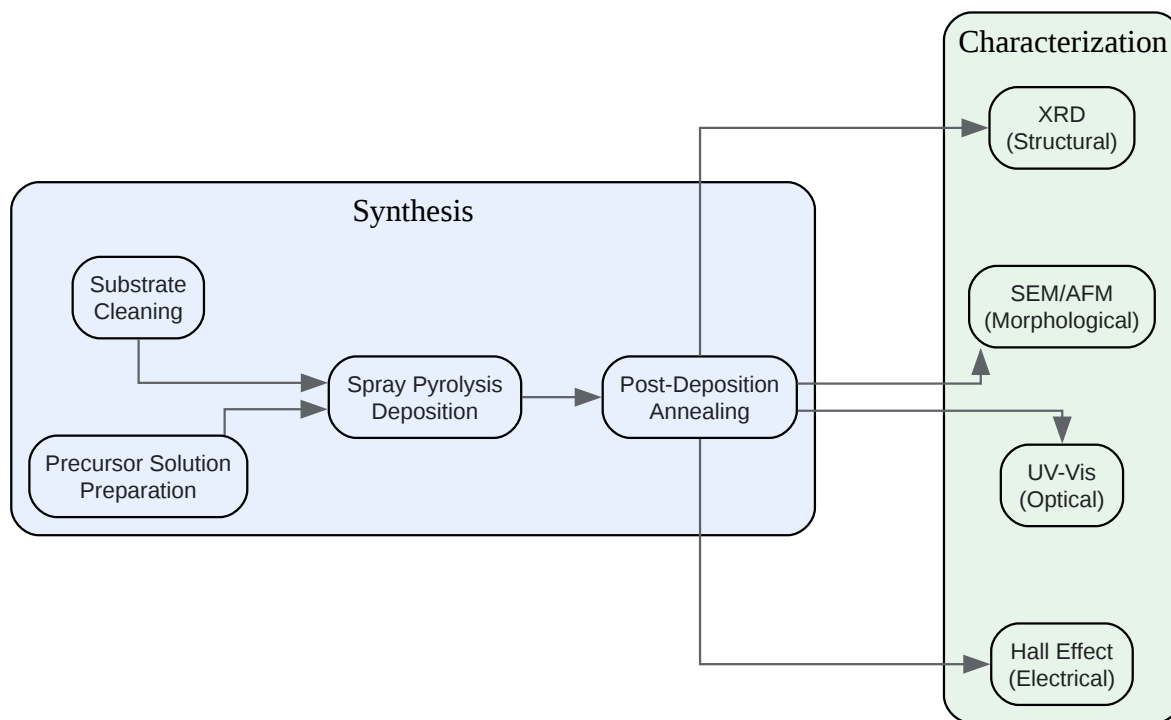 Synthesis
Substrate
Cleaning
Precursor Solution
Preparation
Spray Pyrolysis
Deposition
Post-Deposition
Annealing
Characterization
XRD
(Structural)
SEM/AFM
(Morphological)
UV-Vis
(Optical)
Hall Effect
(Electrical)